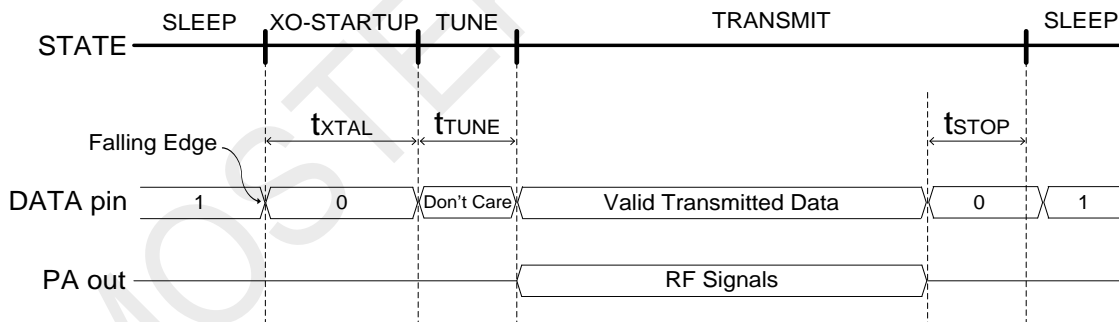 SLEEP XO-STARTUP TUNE TRANSMIT SLEEP
STATE
tXTAL tTUNE tSTOP
Falling Edge
DATA pin 1 0 Don't Care Valid Transmitted Data 0 1
PA out RF Signals